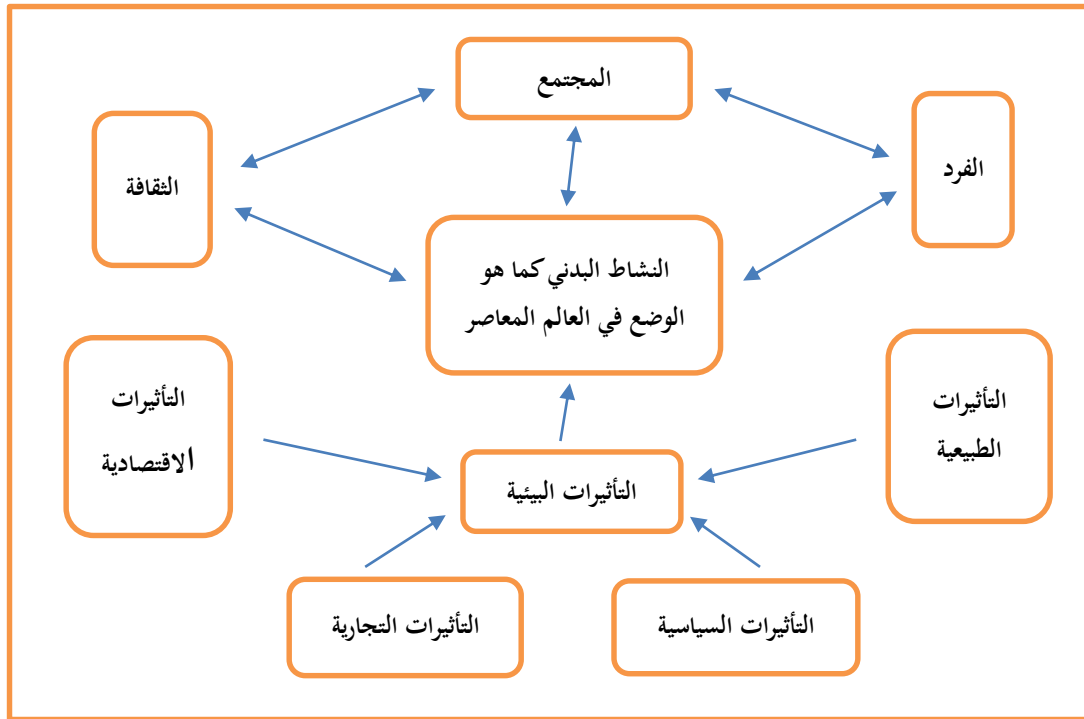 المجتمع
الفرد
الثقافة
النشاط البدني كما هو
الوضع في العالم المعاصر
التأثيرات
الطبيعية
التأثيرات
الاقتصادية
التأثيرات البيئية
التأثيرات السياسية
التأثيرات التجارية